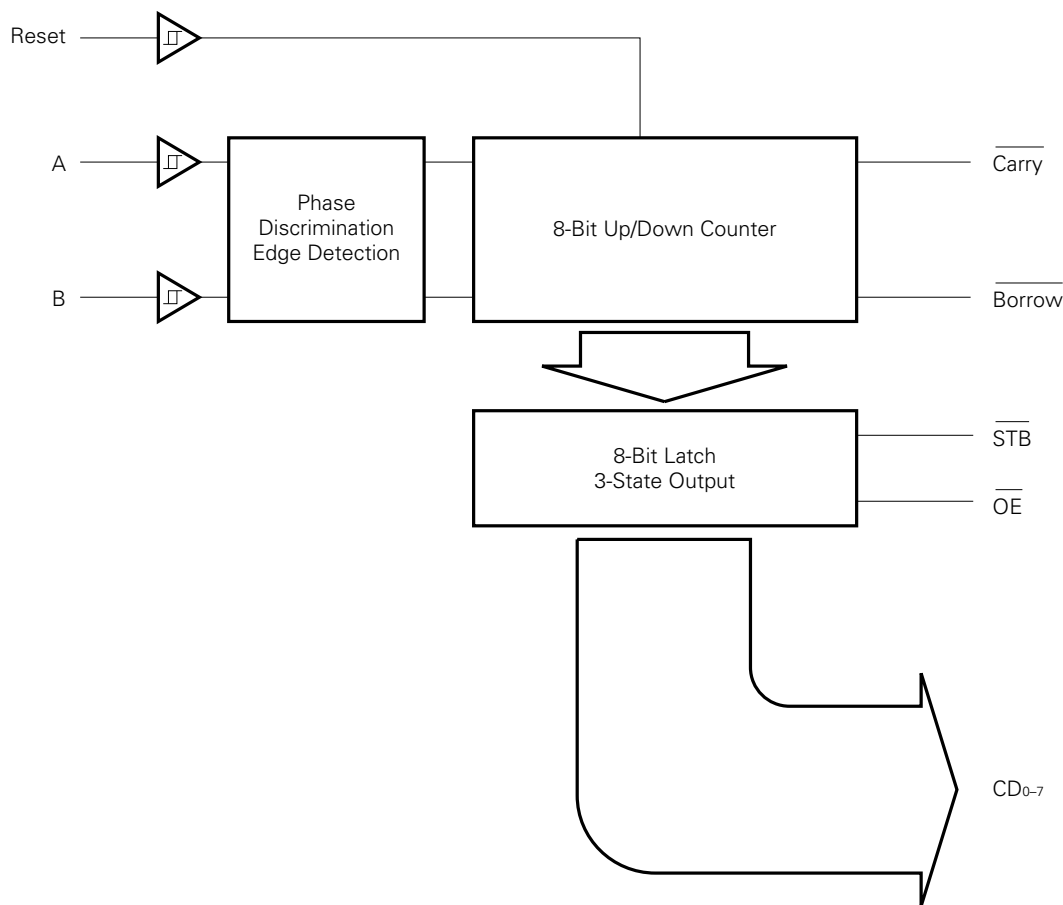 Reset
A
B
Phase
Discrimination
Edge Detection
8-Bit Up/Down Counter
Carry
Borrow
8-Bit Latch
3-State Output
STB
OE
CD0–7